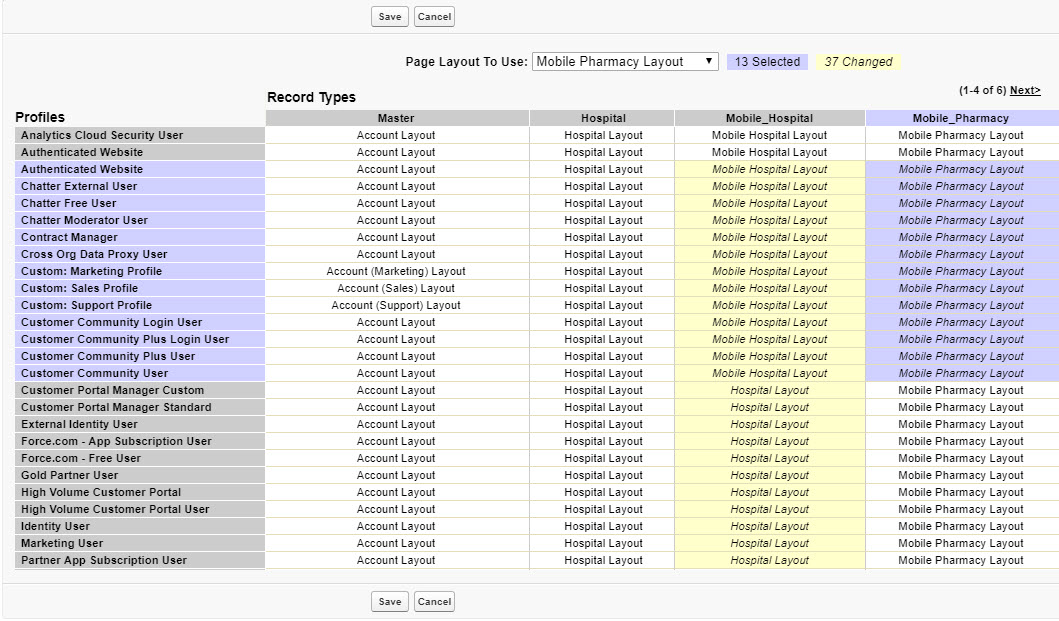 Save Cancel
Page Layout To Use: Mobile Pharmacy Layout 13 Selected 37 Changed
(1-4 of 6) Next>
Record Types
Profiles Master Hospital Mobile_Hospital Mobile_Pharmacy
Analytics Cloud Security User Account Layout Hospital Layout Mobile Hospital Layout Mobile Pharmacy Layout
Authenticated Website Account Layout Hospital Layout Mobile Hospital Layout Mobile Pharmacy Layout
Authenticated Website Account Layout Hospital Layout Mobile Hospital Layout Mobile Pharmacy Layout
Chatter External User Account Layout Hospital Layout Mobile Hospital Layout Mobile Pharmacy Layout
Chatter Free User Account Layout Hospital Layout Mobile Hospital Layout Mobile Pharmacy Layout
Chatter Moderator User Account Layout Hospital Layout Mobile Hospital Layout Mobile Pharmacy Layout
Contract Manager Account Layout Hospital Layout Mobile Hospital Layout Mobile Pharmacy Layout
Cross Org Data Proxy User Account Layout Hospital Layout Mobile Hospital Layout Mobile Pharmacy Layout
Custom: Marketing Profile Account (Marketing) Layout Hospital Layout Mobile Hospital Layout Mobile Pharmacy Layout
Custom: Sales Profile Account (Sales) Layout Hospital Layout Mobile Hospital Layout Mobile Pharmacy Layout
Custom: Support Profile Account (Support) Layout Hospital Layout Mobile Hospital Layout Mobile Pharmacy Layout
Customer Community Login User Account Layout Hospital Layout Mobile Hospital Layout Mobile Pharmacy Layout
Customer Community Plus Login User Account Layout Hospital Layout Mobile Hospital Layout Mobile Pharmacy Layout
Customer Community Plus User Account Layout Hospital Layout Mobile Hospital Layout Mobile Pharmacy Layout
Customer Community User Account Layout Hospital Layout Mobile Hospital Layout Mobile Pharmacy Layout
Customer Portal Manager Custom Account Layout Hospital Layout Hospital Layout Mobile Pharmacy Layout
Customer Portal Manager Standard Account Layout Hospital Layout Hospital Layout Mobile Pharmacy Layout
External Identity User Account Layout Hospital Layout Hospital Layout Mobile Pharmacy Layout
Force.com - App Subscription User Account Layout Hospital Layout Hospital Layout Mobile Pharmacy Layout
Force.com - Free User Account Layout Hospital Layout Hospital Layout Mobile Pharmacy Layout
Gold Partner User Account Layout Hospital Layout Hospital Layout Mobile Pharmacy Layout
High Volume Customer Portal Account Layout Hospital Layout Hospital Layout Mobile Pharmacy Layout
High Volume Customer Portal User Account Layout Hospital Layout Hospital Layout Mobile Pharmacy Layout
Identity User Account Layout Hospital Layout Hospital Layout Mobile Pharmacy Layout
Marketing User Account Layout Hospital Layout Hospital Layout Mobile Pharmacy Layout
Partner App Subscription User Account Layout Hospital Layout Hospital Layout Mobile Pharmacy Layout
Save Cancel